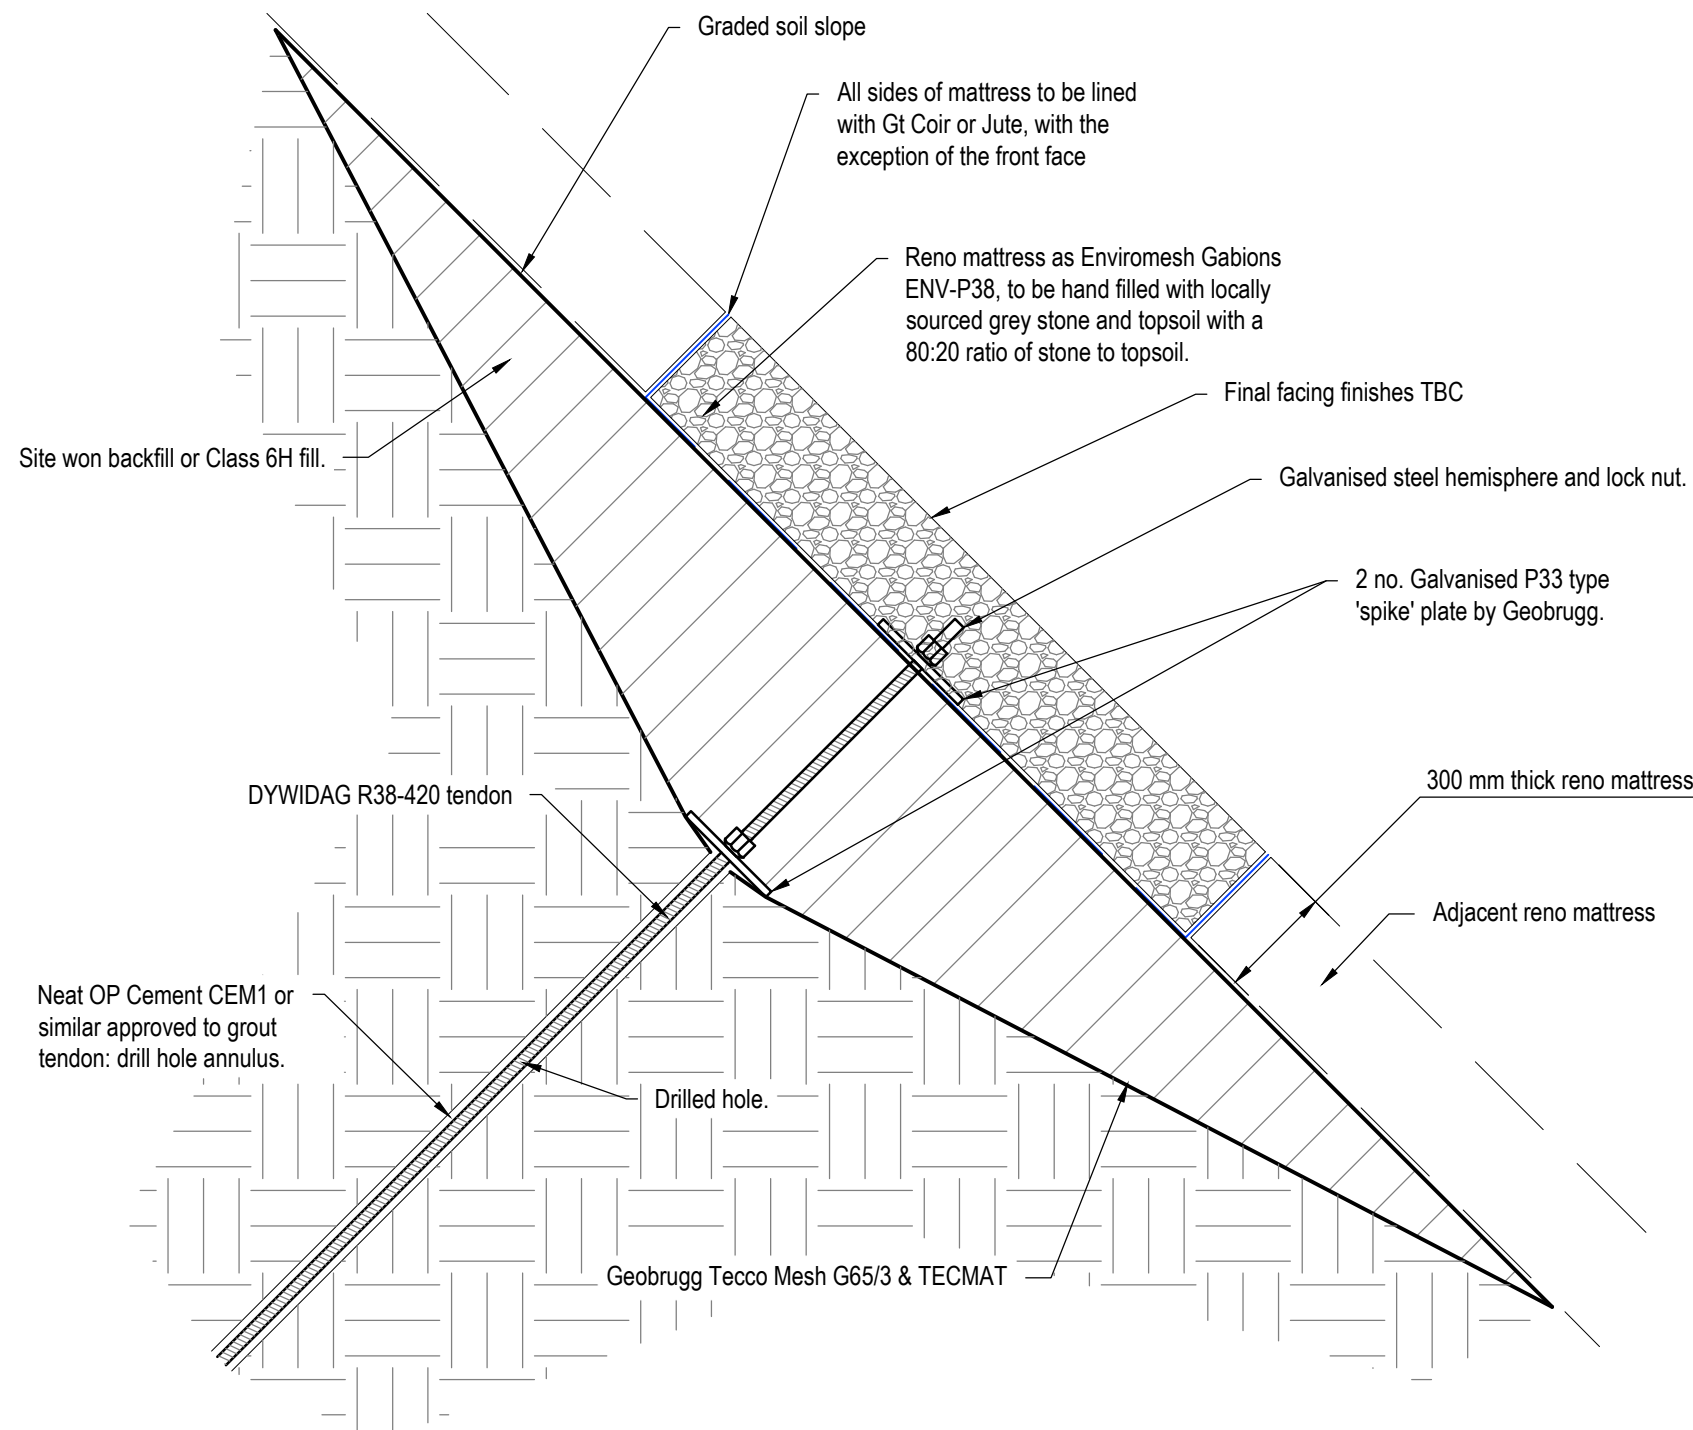 Graded soil slope
All sides of mattress to be lined
with Gt Coir or Jute, with the
exception of the front face
Reno mattress as Enviromesh Gabions
ENV-P38, to be hand filled with locally
sourced grey stone and topsoil with a
80:20 ratio of stone to topsoil.
Final facing finishes TBC
Site won backfill or Class 6H fill.
Galvanised steel hemisphere and lock nut.
2 no. Galvanised P33 type
'spike' plate by Geobrugg.
300 mm thick reno mattress
DYWIDAG R38-420 tendon
Adjacent reno mattress
Neat OP Cement CEM1 or
similar approved to grout
tendon: drill hole annulus.
Drilled hole.
Geobrugg Tecco Mesh G65/3 & TECMAT